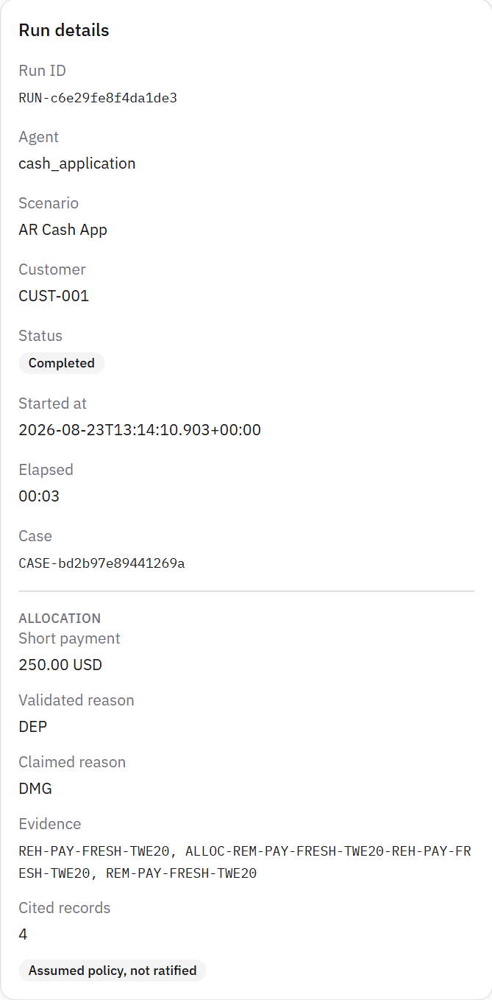 Run details
Run ID
RUN-c6e29fe8f4da1de3
Agent
cash_application
Scenario
AR Cash App
Customer
CUST-001
Status
Completed
Started at
2026-08-23T13:14:10.903+00:00
Elapsed
00:03
Case
CASE-bd2b97e89441269a
ALLOCATION
Short payment
250.00 USD
Validated reason
DEP
Claimed reason
DMG
Evidence
REH-PAY-FRESH-TWE20, ALLOC-REM-PAY-FRESH-TWE20-REH-PAY-FR
ESH-TWE20, REM-PAY-FRESH-TWE20
Cited records
4
Assumed policy, not ratified